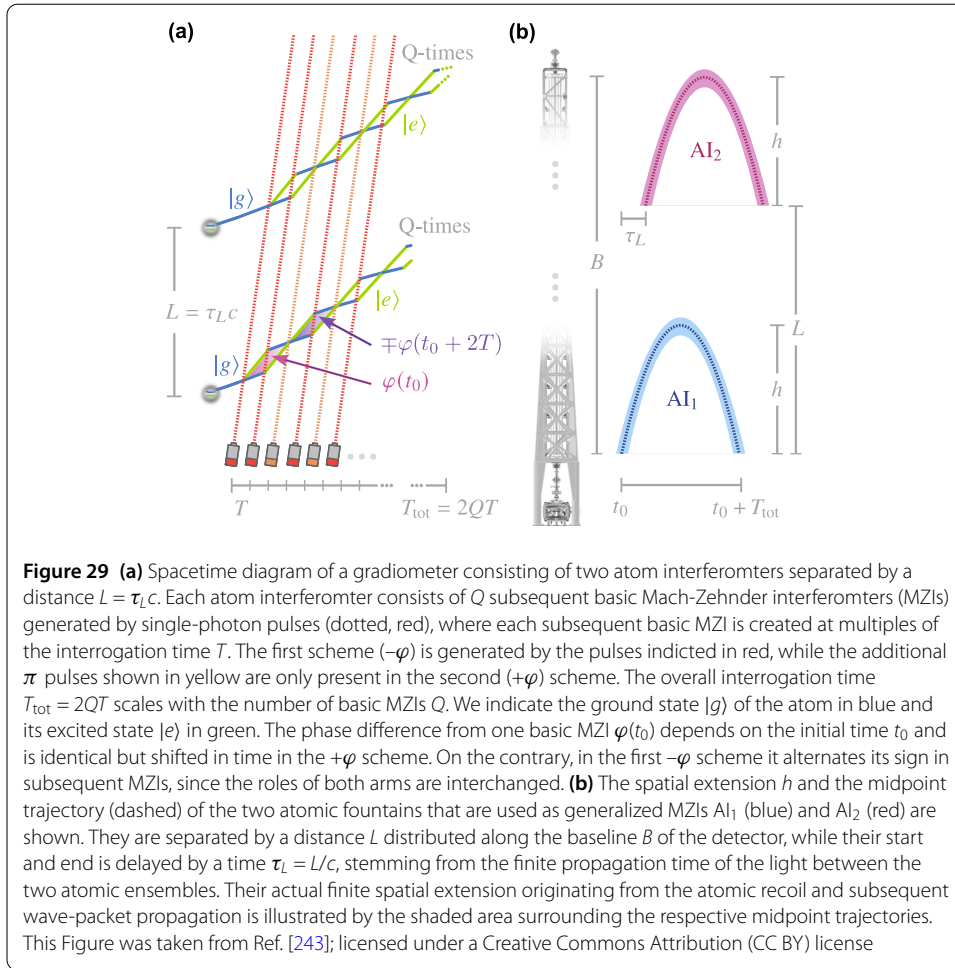 (a)
Q-times
|e⟩
|g⟩
Q-times
L = τ_L c
|e⟩
∓φ(t₀ + 2T)
|g⟩
φ(t₀)
T
T_tot = 2QT
(b)
B
AI₂
h
τ_L
L
AI₁
h
t₀
t₀ + T_tot
Figure 29 (a) Spacetime diagram of a gradiometer consisting of two atom interferomters separated by a
distance L = τ_L c. Each atom interferomter consists of Q subsequent basic Mach-Zehnder interferomters (MZIs)
generated by single-photon pulses (dotted, red), where each subsequent basic MZI is created at multiples of
the interrogation time T. The first scheme (–φ) is generated by the pulses indicted in red, while the additional
π pulses shown in yellow are only present in the second (+φ) scheme. The overall interrogation time
T_tot = 2QT scales with the number of basic MZIs Q. We indicate the ground state |g⟩ of the atom in blue and
its excited state |e⟩ in green. The phase difference from one basic MZI φ(t₀) depends on the initial time t₀ and
is identical but shifted in time in the +φ scheme. On the contrary, in the first –φ scheme it alternates its sign in
subsequent MZIs, since the roles of both arms are interchanged. (b) The spatial extension h and the midpoint
trajectory (dashed) of the two atomic fountains that are used as generalized MZIs AI₁ (blue) and AI₂ (red) are
shown. They are separated by a distance L distributed along the baseline B of the detector, while their start
and end is delayed by a time τ_L = L/c, stemming from the finite propagation time of the light between the
two atomic ensembles. Their actual finite spatial extension originating from the atomic recoil and subsequent
wave-packet propagation is illustrated by the shaded area surrounding the respective midpoint trajectories.
This Figure was taken from Ref. [243]; licensed under a Creative Commons Attribution (CC BY) license